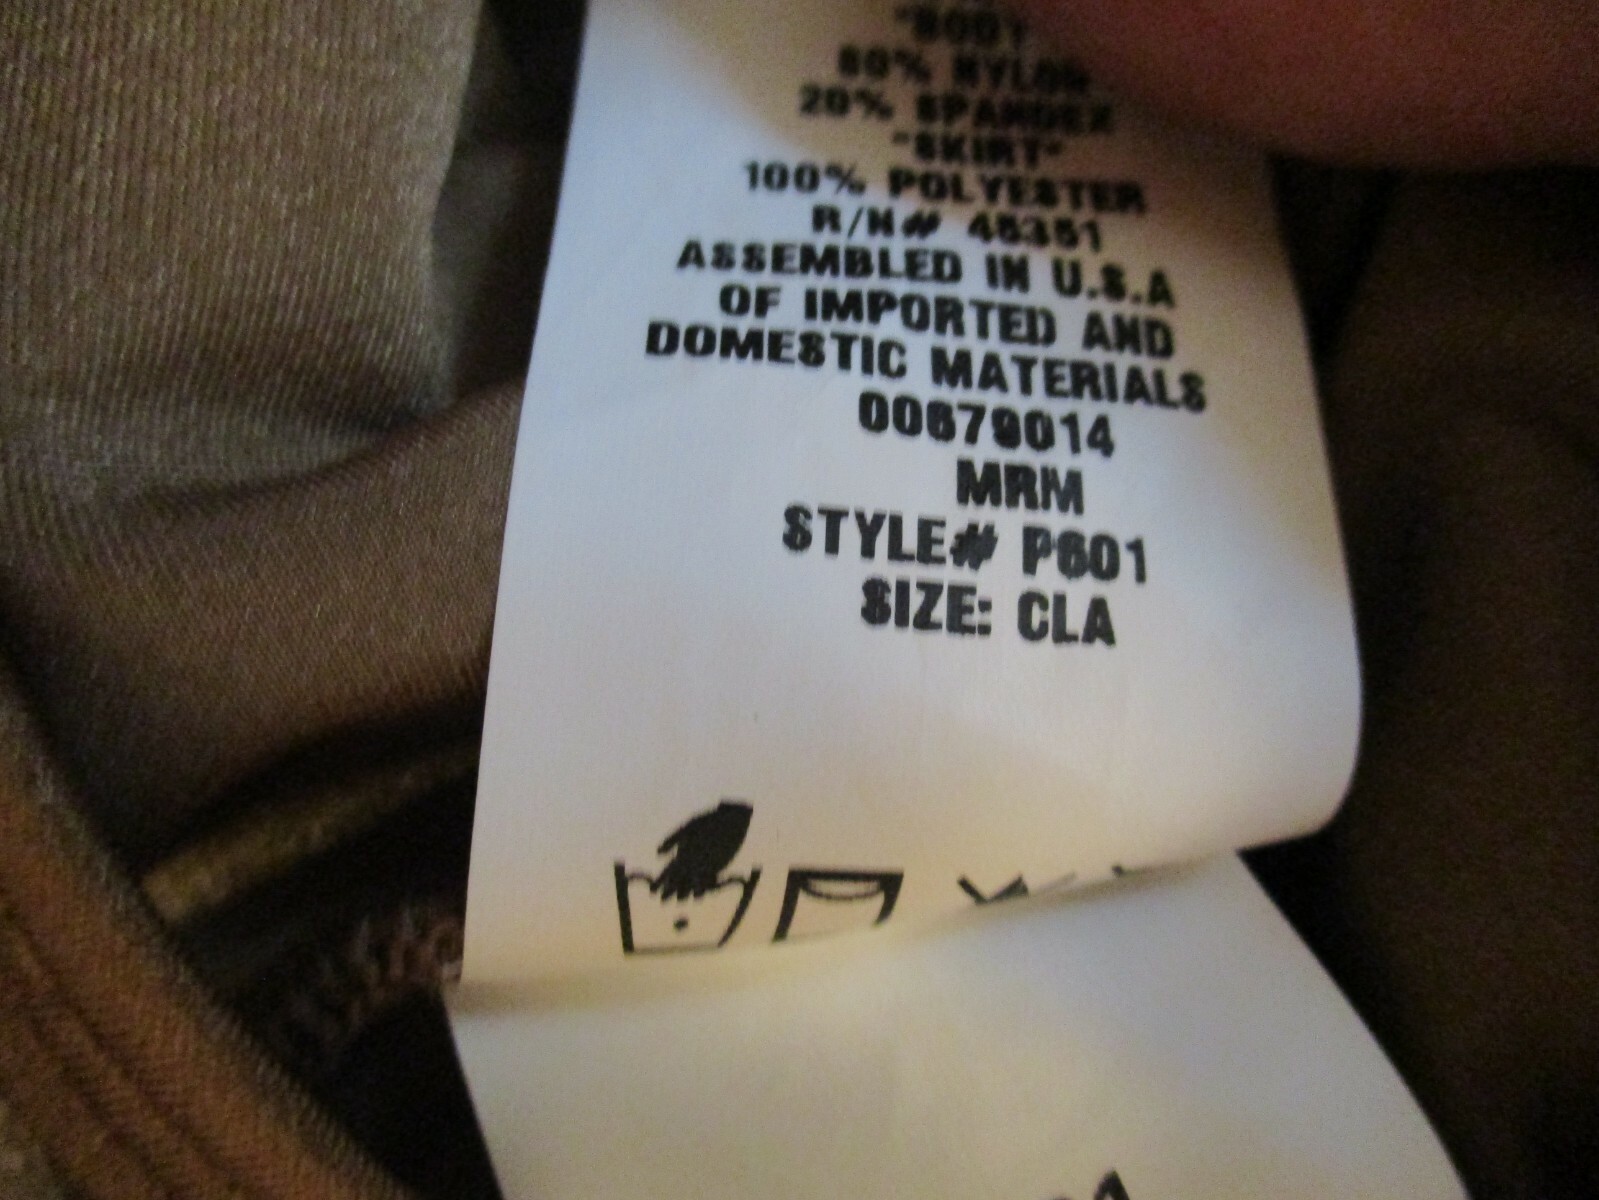 "BODY
80% NYLON
20% SPANDEX
"SKIRT"
100% POLYESTER
R/N# 45351
ASSEMBLED IN U.S.A
OF IMPORTED AND
DOMESTIC MATERIALS
00679014
MRM
STYLE# P601
SIZE: CLA